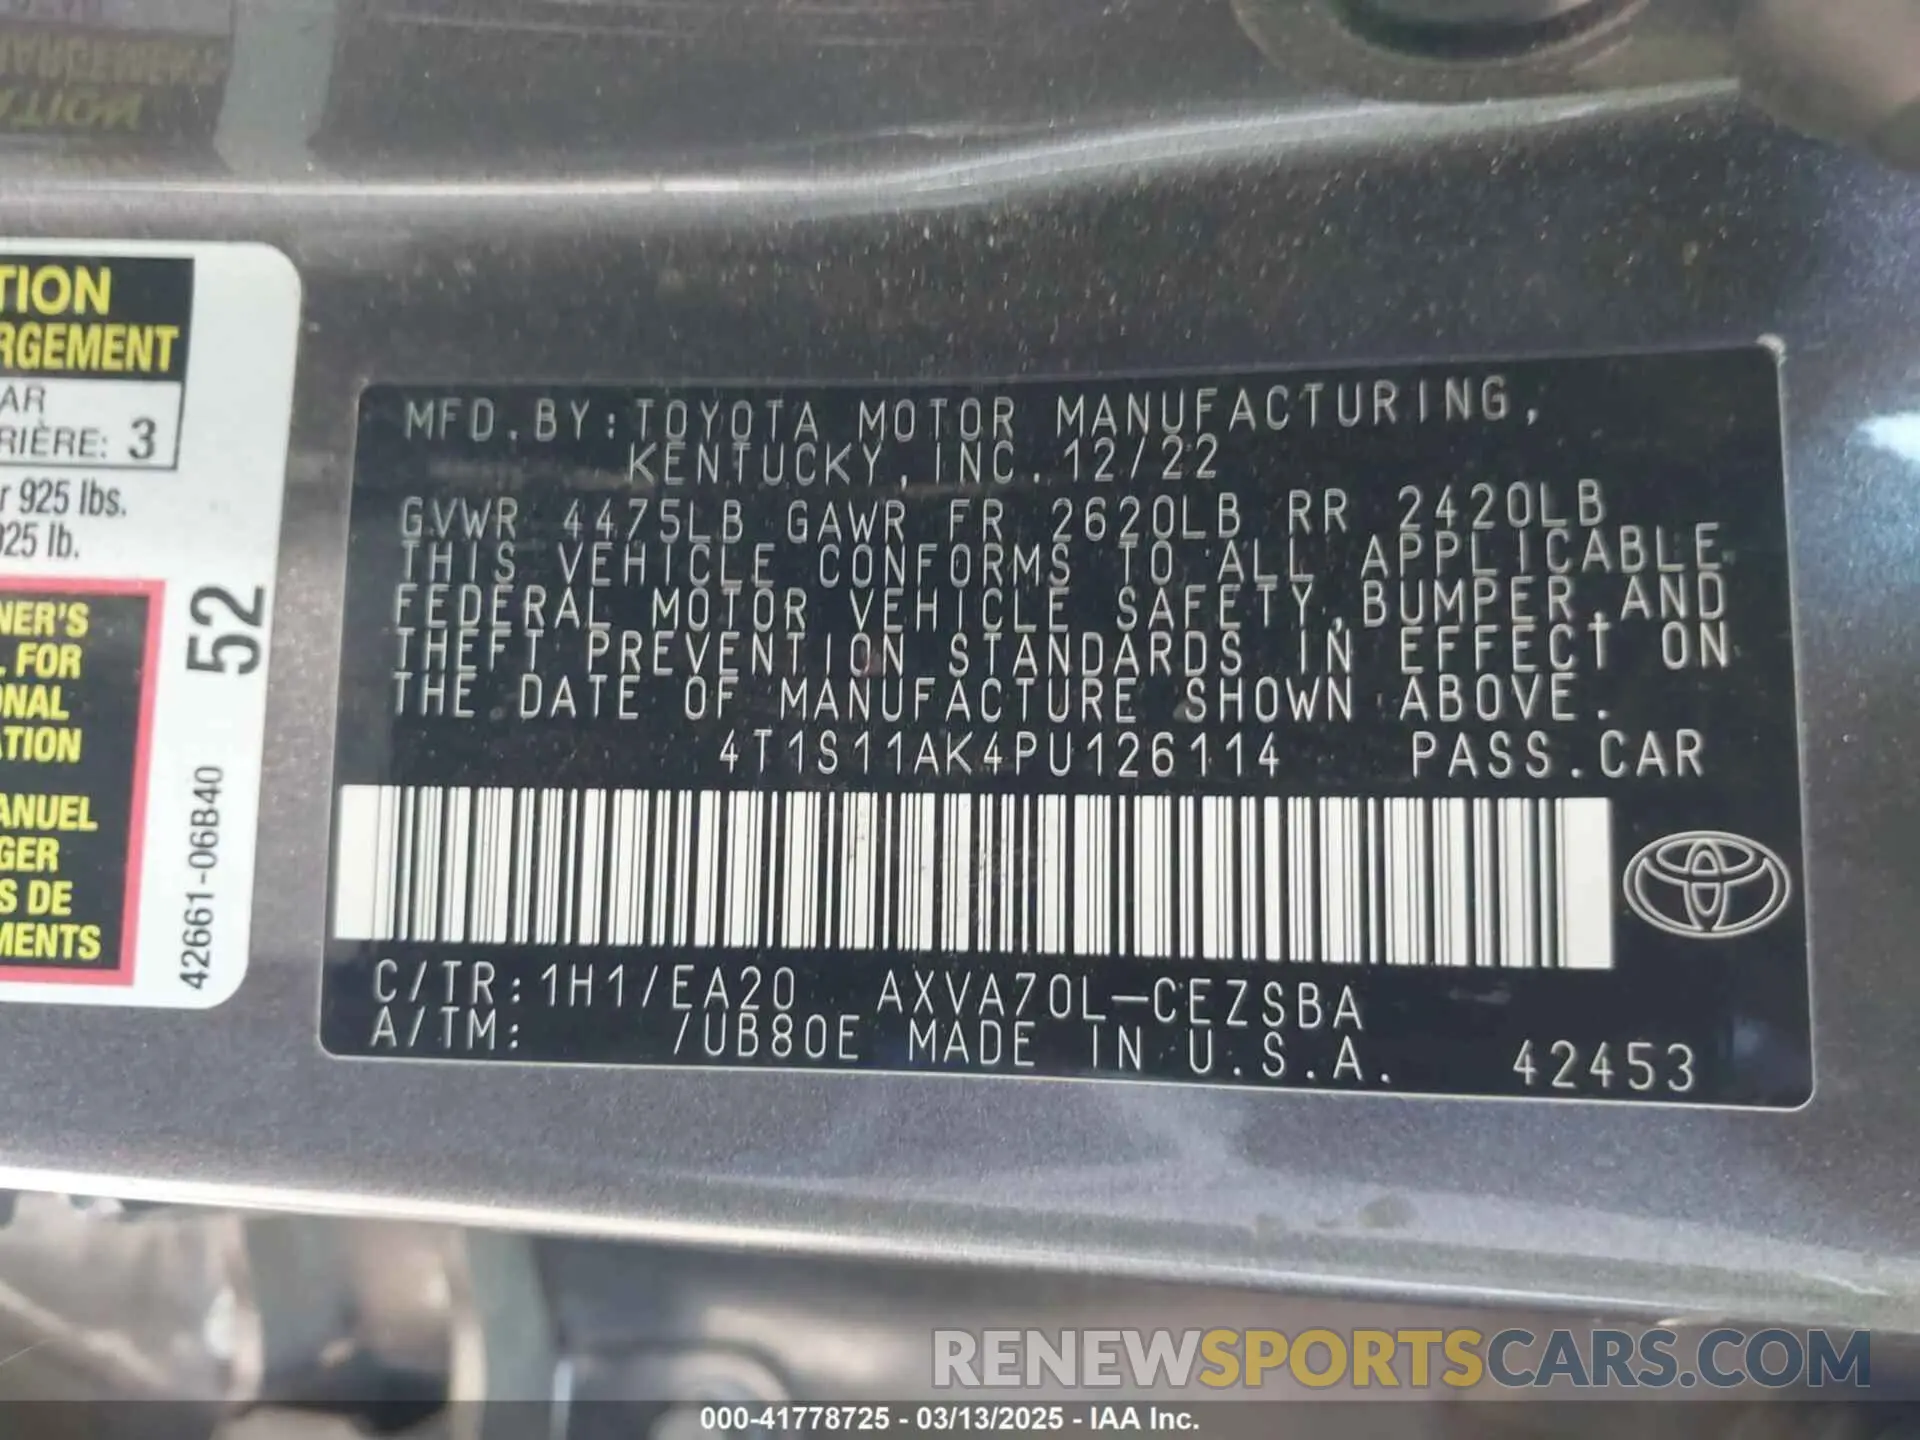 TION
RGEMENT
AR
RIÈRE: 3
r 925 lbs.
925 lb.
NER'S
L FOR
ONAL
ATION
ANUEL
GER
S DE
MENTS
52
42661-06B40
MFD.BY:TOYOTA MOTOR MANUFACTURING,
KENTUCKY,INC.12/22
GVWR 4475LB GAWR FR 2620LB RR 2420LB
THIS VEHICLE CONFORMS TO ALL APPLICABLE
FEDERAL MOTOR VEHICLE SAFETY,BUMPER,AND
THEFT PREVENTION STANDARDS IN EFFECT ON
THE DATE OF MANUFACTURE SHOWN ABOVE.
4T1S11AK4PU126114 PASS.CAR
C/TR:1H1/EA20 AXVA70L-CEZSBA
A/TM: /UB80E MADE IN U.S.A. 42453
RENEWSPORTSCARS.COM
000-41778725 - 03/13/2025 - IAA Inc.